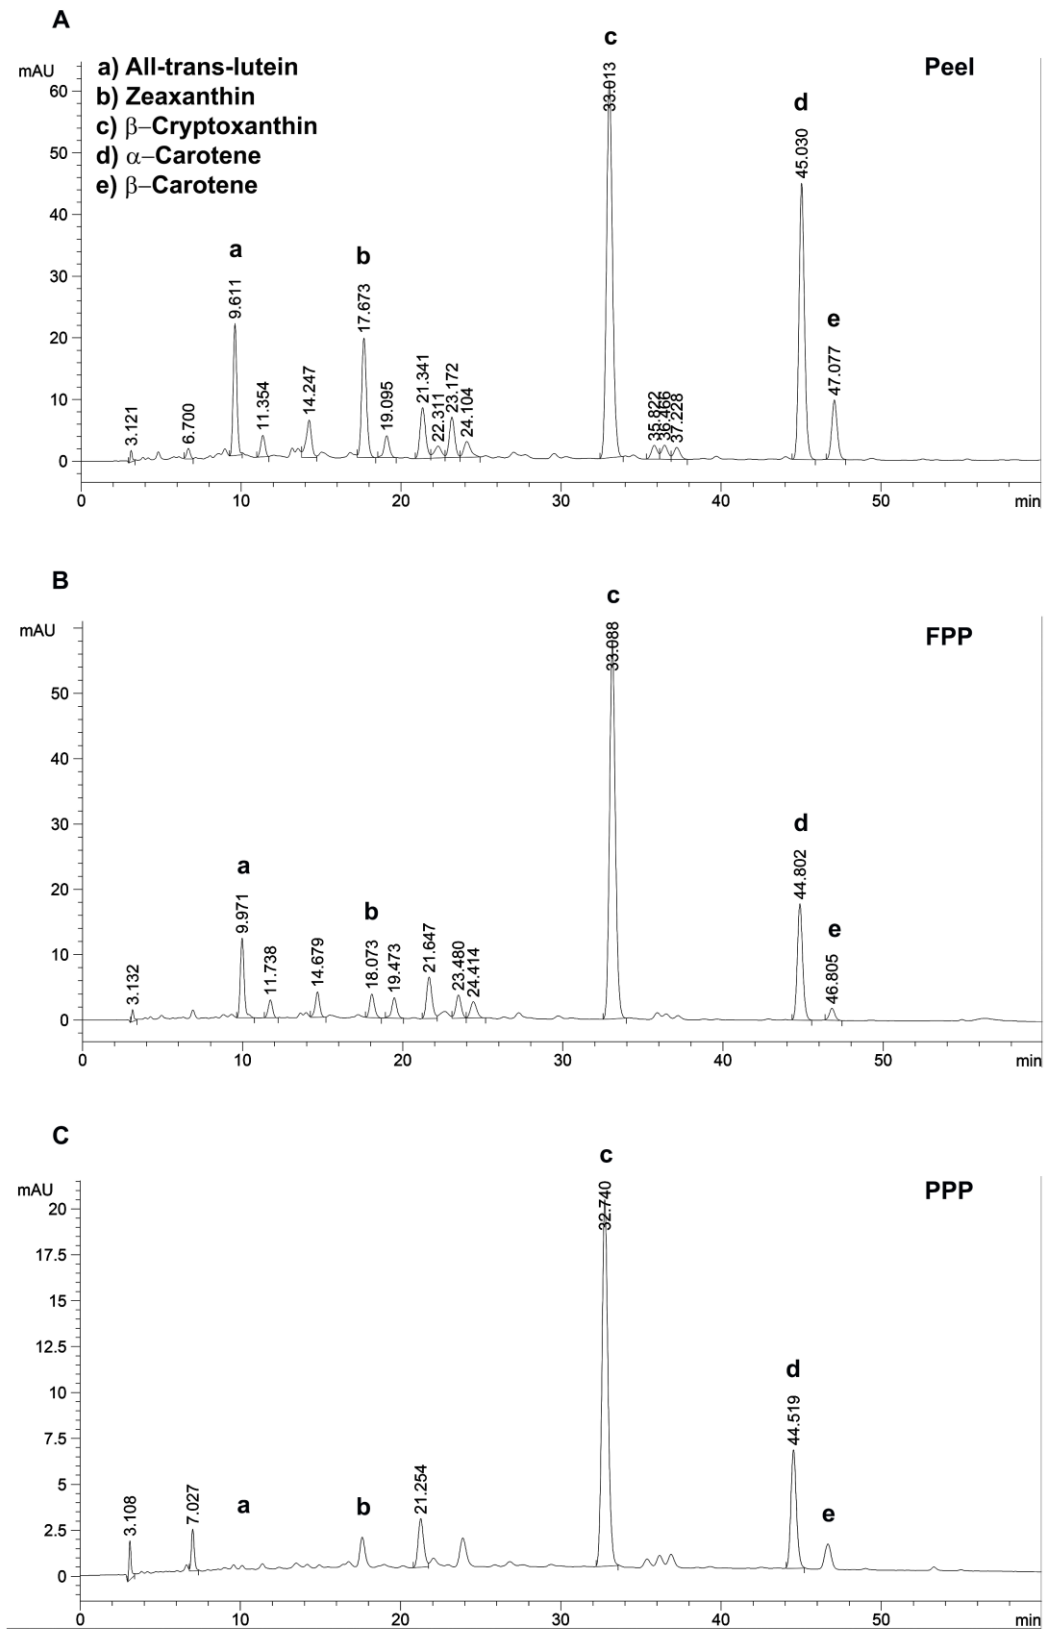 A
mAU
a) All-trans-lutein
b) Zeaxanthin
c) β–Cryptoxanthin
d) α–Carotene
e) β–Carotene
Peel
60
50
40
30
20
10
0
a
b
c
d
e
3.121
6.700
9.611
11.354
14.247
17.673
19.095
21.341
22.311
23.172
24.104
33.013
35.822
36.466
37.228
45.030
47.077
0 10 20 30 40 50 min
B
mAU
FPP
50
40
30
20
10
0
a
b
c
d
e
3.132
9.971
11.738
14.679
18.073
19.473
21.647
23.480
24.414
33.088
44.802
46.805
0 10 20 30 40 50 min
C
mAU
PPP
20
17.5
15
12.5
10
7.5
5
2.5
0
a
b
c
d
e
3.108
7.027
21.254
32.740
44.519
0 10 20 30 40 50 min